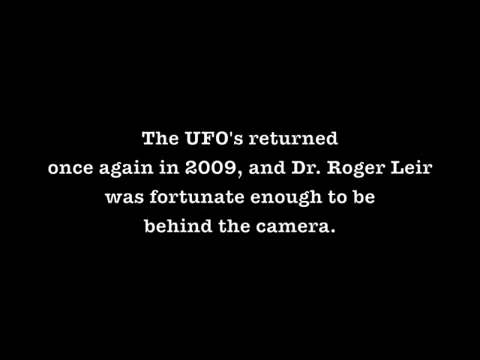 The UFO's returned
once again in 2009, and Dr. Roger Leir
was fortunate enough to be
behind the camera.